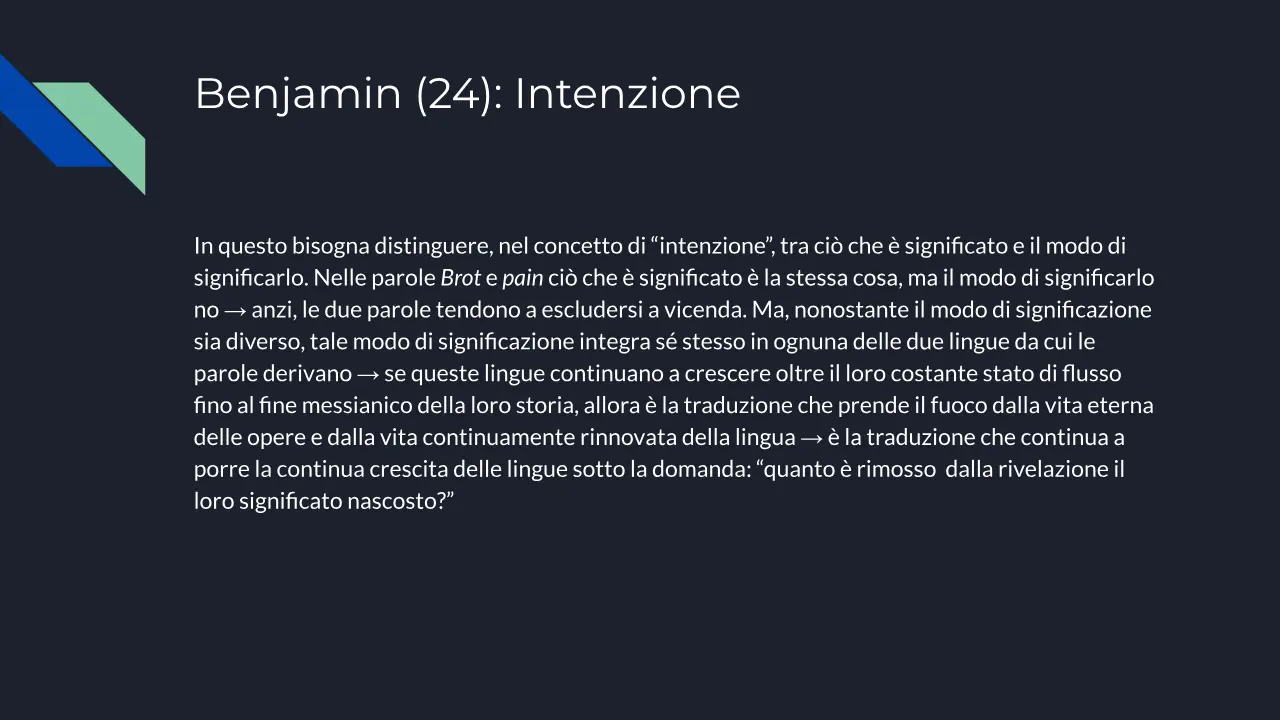 Benjamin (24): Intenzione
In questo bisogna distinguere, nel concetto di “intenzione”, tra ciò che è significato e il modo di
significarlo. Nelle parole Brot e pain ciò che è significato è la stessa cosa, ma il modo di significarlo
no → anzi, le due parole tendono a escludersi a vicenda. Ma, nonostante il modo di significazione
sia diverso, tale modo di significazione integra sé stesso in ognuna delle due lingue da cui le
parole derivano → se queste lingue continuano a crescere oltre il loro costante stato di flusso
fino al fine messianico della loro storia, allora è la traduzione che prende il fuoco dalla vita eterna
delle opere e dalla vita continuamente rinnovata della lingua → è la traduzione che continua a
porre la continua crescita delle lingue sotto la domanda: “quanto è rimosso  dalla rivelazione il
loro significato nascosto?”